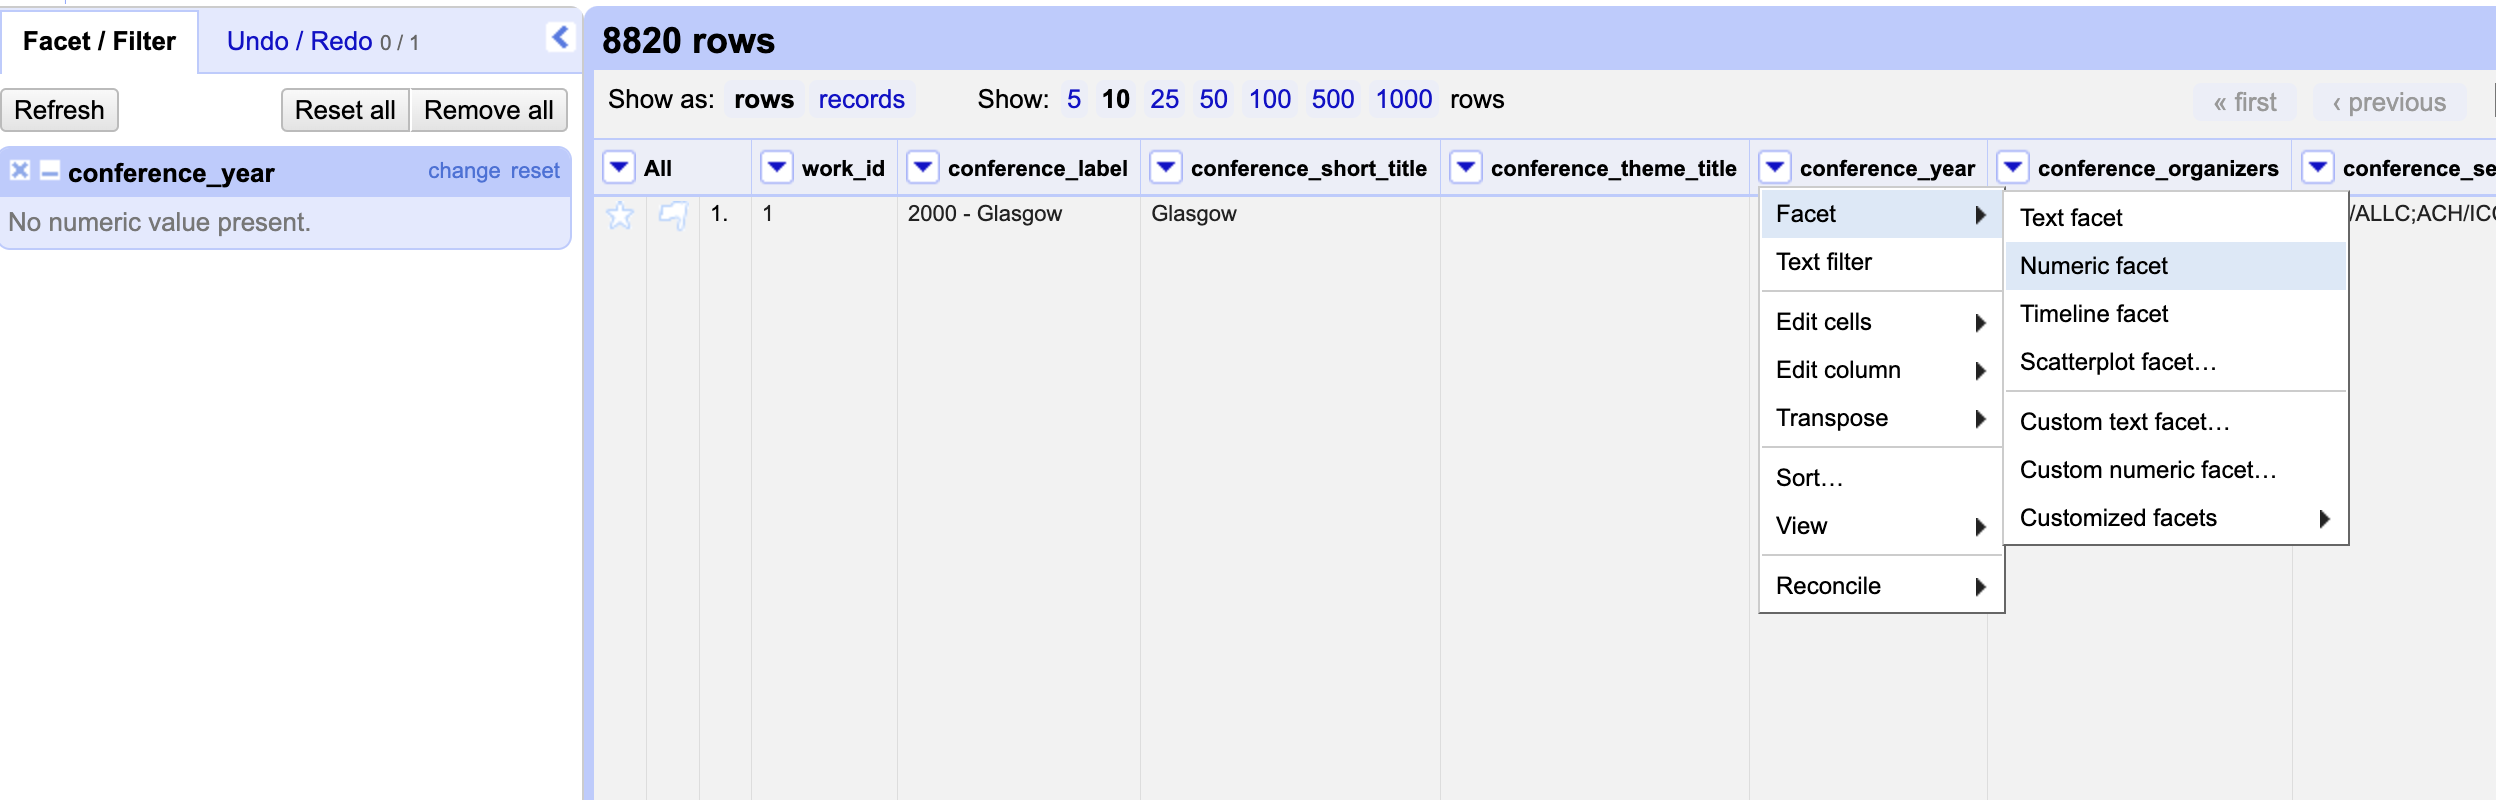 Facet / Filter
Undo / Redo 0 / 1
Refresh
Reset all
Remove all
conference_year
change
reset
No numeric value present.
8820 rows
Show as: rows records
Show: 5 10 25 50 100 500 1000 rows
« first
‹ previous
All
work_id
conference_label
conference_short_title
conference_theme_title
conference_year
conference_organizers
conference_se
1.
1
2000 - Glasgow
Glasgow
/ALLC;ACH/ICC
Facet
Text filter
Edit cells
Edit column
Transpose
Sort…
View
Reconcile
Text facet
Numeric facet
Timeline facet
Scatterplot facet…
Custom text facet…
Custom numeric facet…
Customized facets